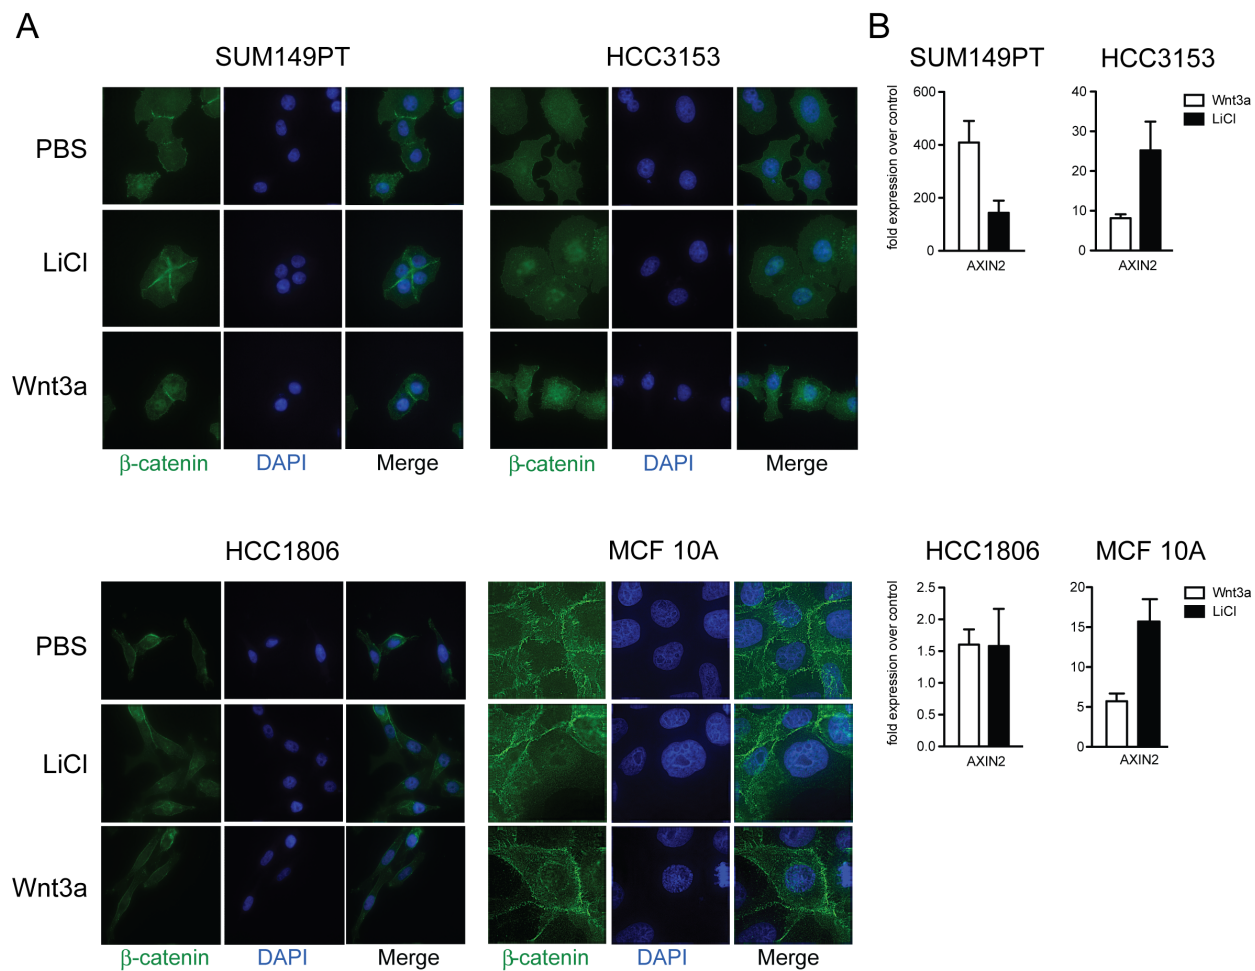 A
SUM149PT
HCC3153
PBS
LiCl
Wnt3a
β-catenin
DAPI
Merge
β-catenin
DAPI
Merge
B
SUM149PT
HCC3153
fold expression over control
600
400
200
0
AXIN2
40
30
20
10
0
AXIN2
Wnt3a
LiCl
HCC1806
MCF 10A
PBS
LiCl
Wnt3a
β-catenin
DAPI
Merge
β-catenin
DAPI
Merge
HCC1806
MCF 10A
fold expression over control
2.5
2.0
1.5
1.0
0.5
0.0
AXIN2
20
15
10
5
0
AXIN2
Wnt3a
LiCl